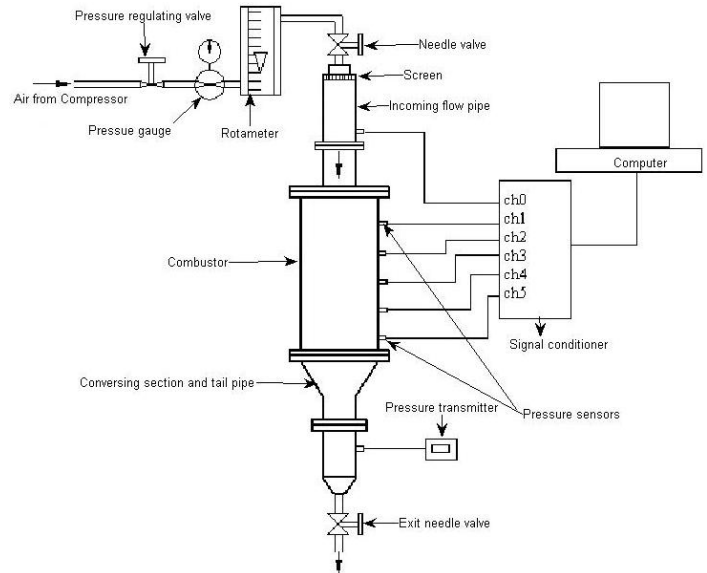 Pressure regulating valve
Needle valve
Screen
Air from Compressor
Incoming flow pipe
Pressue gauge
Rotameter
Computer
ch0
ch1
ch2
ch3
ch4
ch5
Combustor
Signal conditioner
Conversing section and tail pipe
Pressure transmitter
Pressure sensors
Exit needle valve